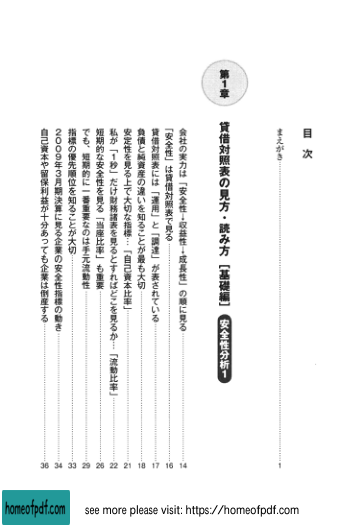 目次
まえがき……1
第1章
貸借対照表の見方・読み方 [基礎編] 安全性分析1
会社の実力は「安全性→収益性→成長性」の順に見る……14
「安全性」は貸借対照表で見る……16
貸借対照表には「運用」と「調達」が表されている……17
負債と純資産の違いを知ることが最も大切……18
安定性を見る上で大切な指標…「自己資本比率」……21
私が「1秒」だけ財務諸表を見るとすればどこを見るか…「流動比率」……22
短期的な安全性を見る「当座比率」も重要……26
でも、短期的に一番重要なのは手元流動性……29
指標の優先順位を知ることが大切……33
2009年3月期決算に見る企業の安全性指標の動き……34
自己資本や留保利益が十分あっても企業は倒産する……36
homeofpdf.com
see more please visit: https://homeofpdf.com